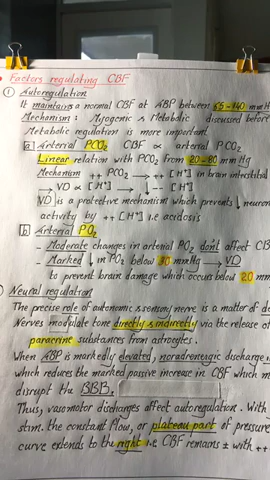 • Factors regulating CBF
① Autoregulation
It maintains a normal CBF at ABP between 65-140 mmH
Mechanism: Myogenic & Metabolic discussed before
Metabolic regulation is more important
[a] Arterial PCO2 CBF ∝ arterial PCO2
Linear relation with PCO2 from 20-80 mmHg
Mechanism ++ PCO2 → ++ [H⁺] in brain interstitial
→ VD ∝ [H⁺] → ↓-- [H⁺]
VD is a protective mechanism which prevents ↓ neuron
activity by ++ [H⁺] i.e acidosis
[b] Arterial PO2
- Moderate changes in arterial PO2 don't affect CB
- Marked ↓ in PO2 below 30 mmHg → VD
to prevent brain damage which occurs below 20 mm
Neural regulation
The precise role of autonomic & sensory nerve is a matter of d
Nerves modulate tone directly & indirectly via the release of
paracrine substances from astrocytes.
When ABP is markedly elevated, noradrenergic discharge
which reduces the marked passive increase in CBF which m
disrupt the BBB.
Thus, vasomotor discharges affect autoregulation. With
stim. the constant flow, or plateau part of pressure
curve extends to the right i.e CBF remains ± with ++